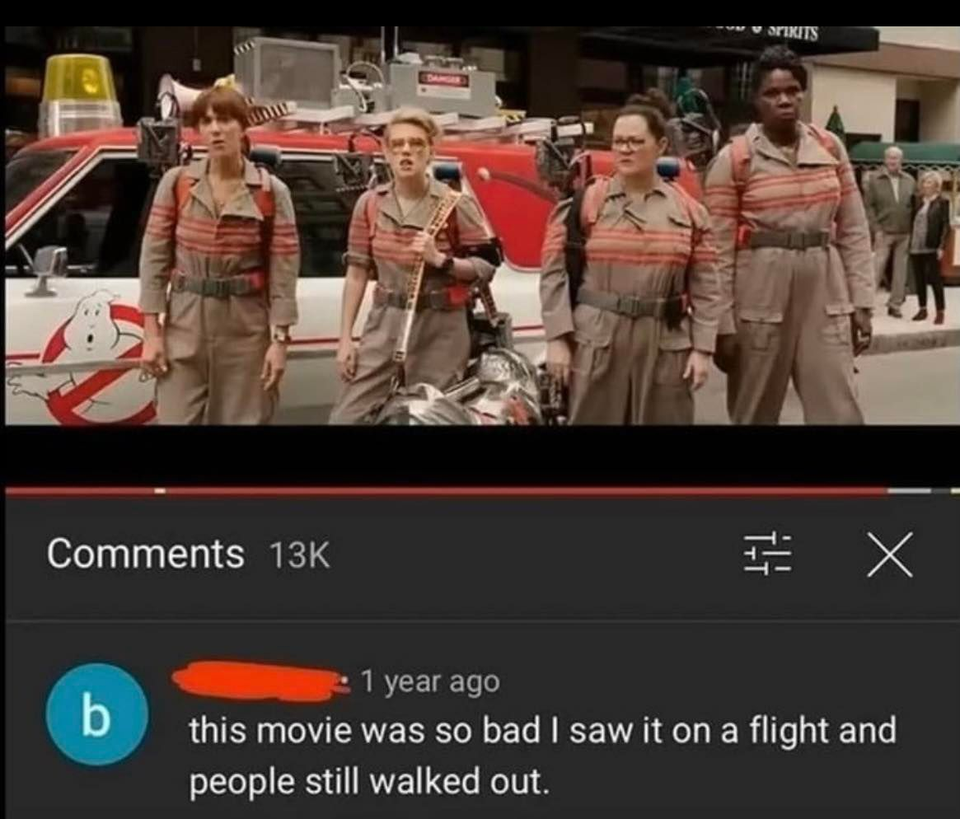 & SPIRITS
DANGER
Comments 13K
b
1 year ago
this movie was so bad I saw it on a flight and
people still walked out.